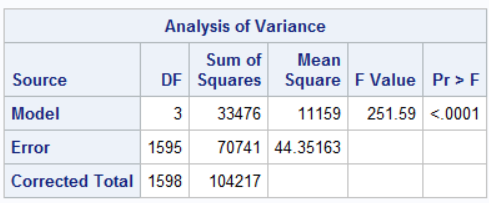 Analysis of Variance
Source DF Sum of Squares Mean Square F Value Pr > F
Model 3 33476 11159 251.59 <.0001
Error 1595 70741 44.35163
Corrected Total 1598 104217